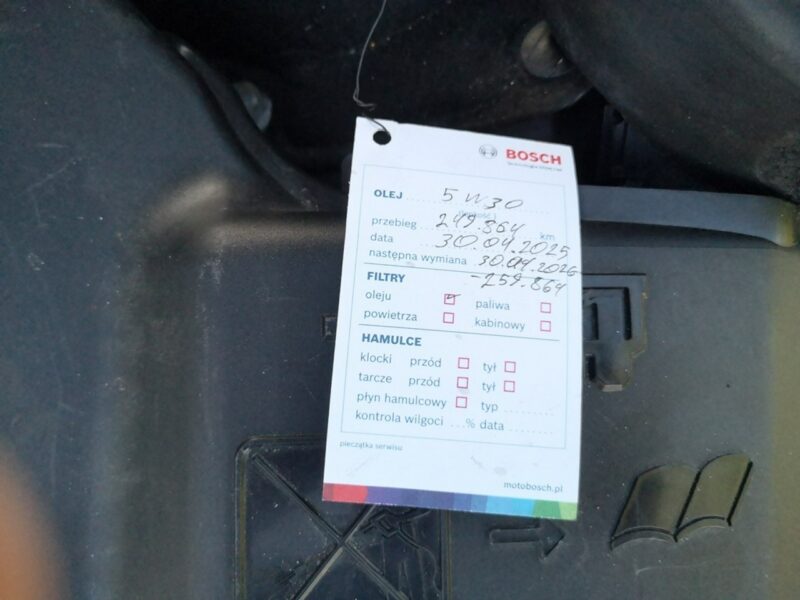 BOSCH
OLEJ 5W30
przebieg 249.864 km
data 30.04.2025
następna wymiana 30.04.2026
-259.864
FILTRY
oleju paliwa
powietrza kabinowy
HAMULCE
klocki przód tył
tarcze przód tył
płyn hamulcowy typ ........
kontrola wilgoci ...% data ........
pieczątka serwisu
motobosch.pl